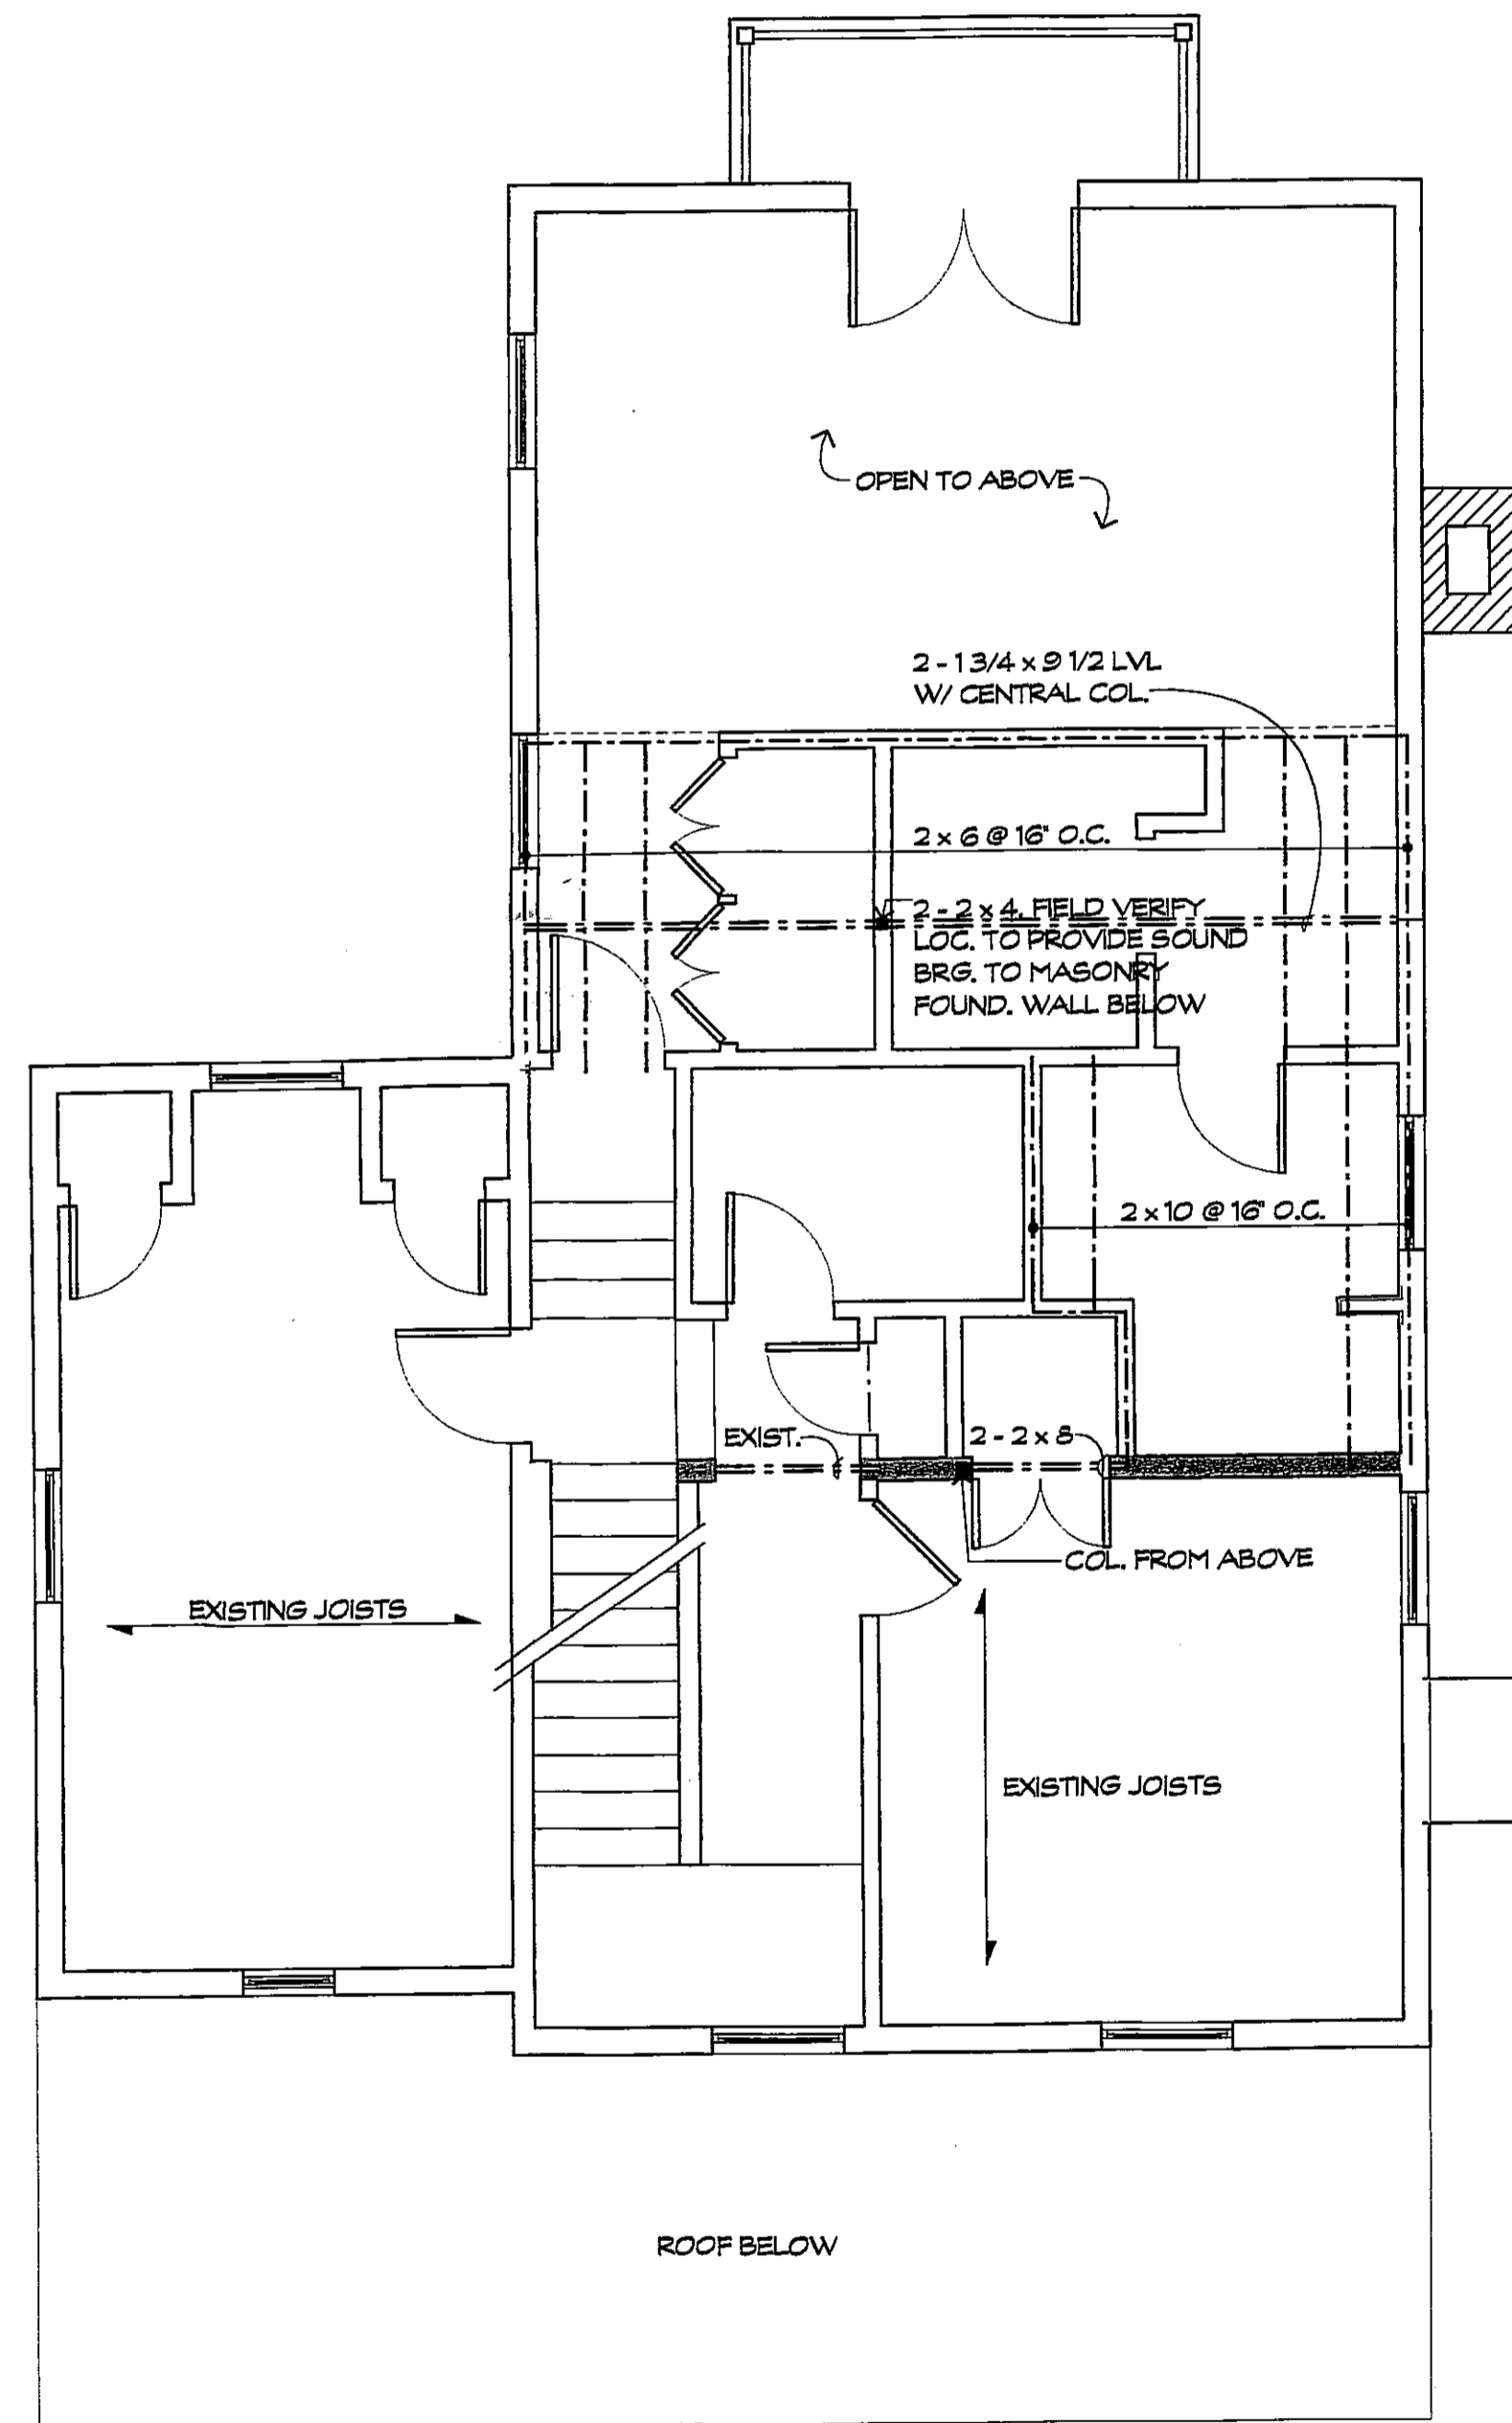 OPEN TO ABOVE
2 - 1 3/4 x 9 1/2 LVL
W/ CENTRAL COL.
2 x 6 @ 16" O.C.
2 - 2 x 4. FIELD VERIFY
LOC. TO PROVIDE SOUND
BRG. TO MASONRY
FOUND. WALL BELOW
2 x 10 @ 16" O.C.
EXIST.
2 - 2 x 8
COL. FROM ABOVE
EXISTING JOISTS
EXISTING JOISTS
ROOF BELOW